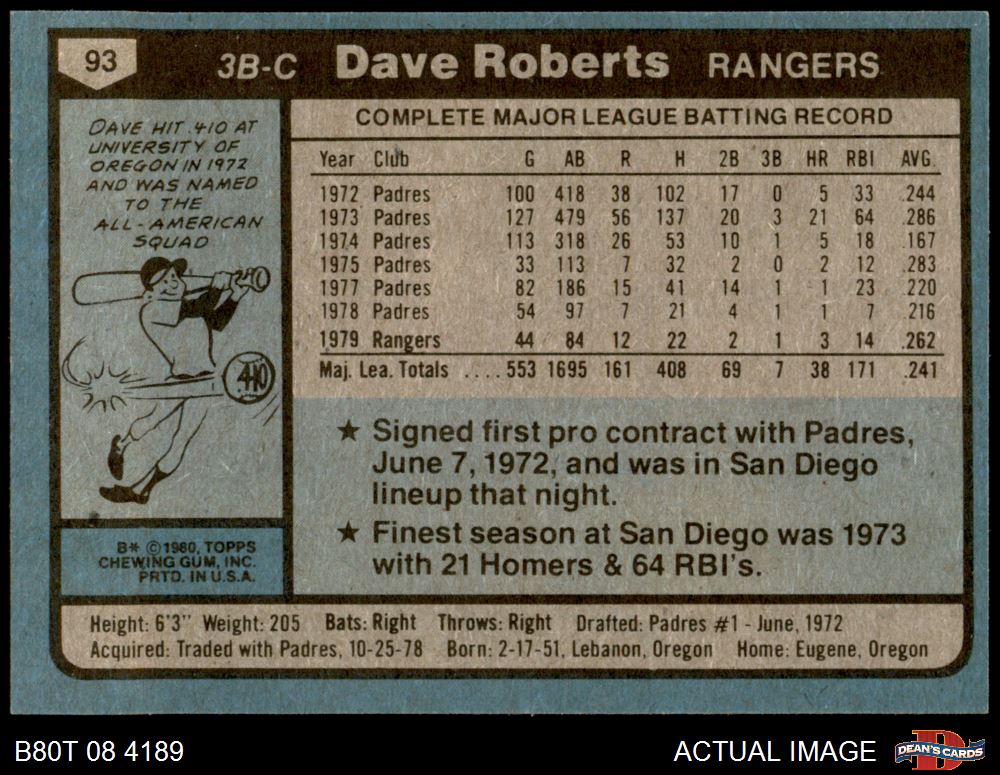 93 3B-C Dave Roberts RANGERS
DAVE HIT .410 AT
UNIVERSITY OF
OREGON IN 1972
AND WAS NAMED
TO THE
ALL-AMERICAN
SQUAD
.410
B* © 1980, TOPPS
CHEWING GUM, INC.
PRTD. IN U.S.A.
COMPLETE MAJOR LEAGUE BATTING RECORD
Year Club G AB R H 2B 3B HR RBI AVG.
1972 Padres 100 418 38 102 17 0 5 33 .244
1973 Padres 127 479 56 137 20 3 21 64 .286
1974 Padres 113 318 26 53 10 1 5 18 .167
1975 Padres 33 113 7 32 2 0 2 12 .283
1977 Padres 82 186 15 41 14 1 1 23 .220
1978 Padres 54 97 7 21 4 1 1 7 .216
1979 Rangers 44 84 12 22 2 1 3 14 .262
Maj. Lea. Totals .... 553 1695 161 408 69 7 38 171 .241
★ Signed first pro contract with Padres,
June 7, 1972, and was in San Diego
lineup that night.
★ Finest season at San Diego was 1973
with 21 Homers & 64 RBI's.
Height: 6'3" Weight: 205 Bats: Right Throws: Right Drafted: Padres #1 - June, 1972
Acquired: Traded with Padres, 10-25-78 Born: 2-17-51, Lebanon, Oregon Home: Eugene, Oregon
B80T 08 4189 ACTUAL IMAGE DEAN'S CARDS